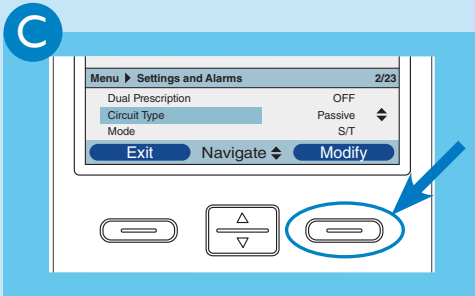 C
Menu ▶ Settings and Alarms 2/23
Dual Prescription OFF
Circuit Type Passive
Mode S/T
Exit Navigate Modify